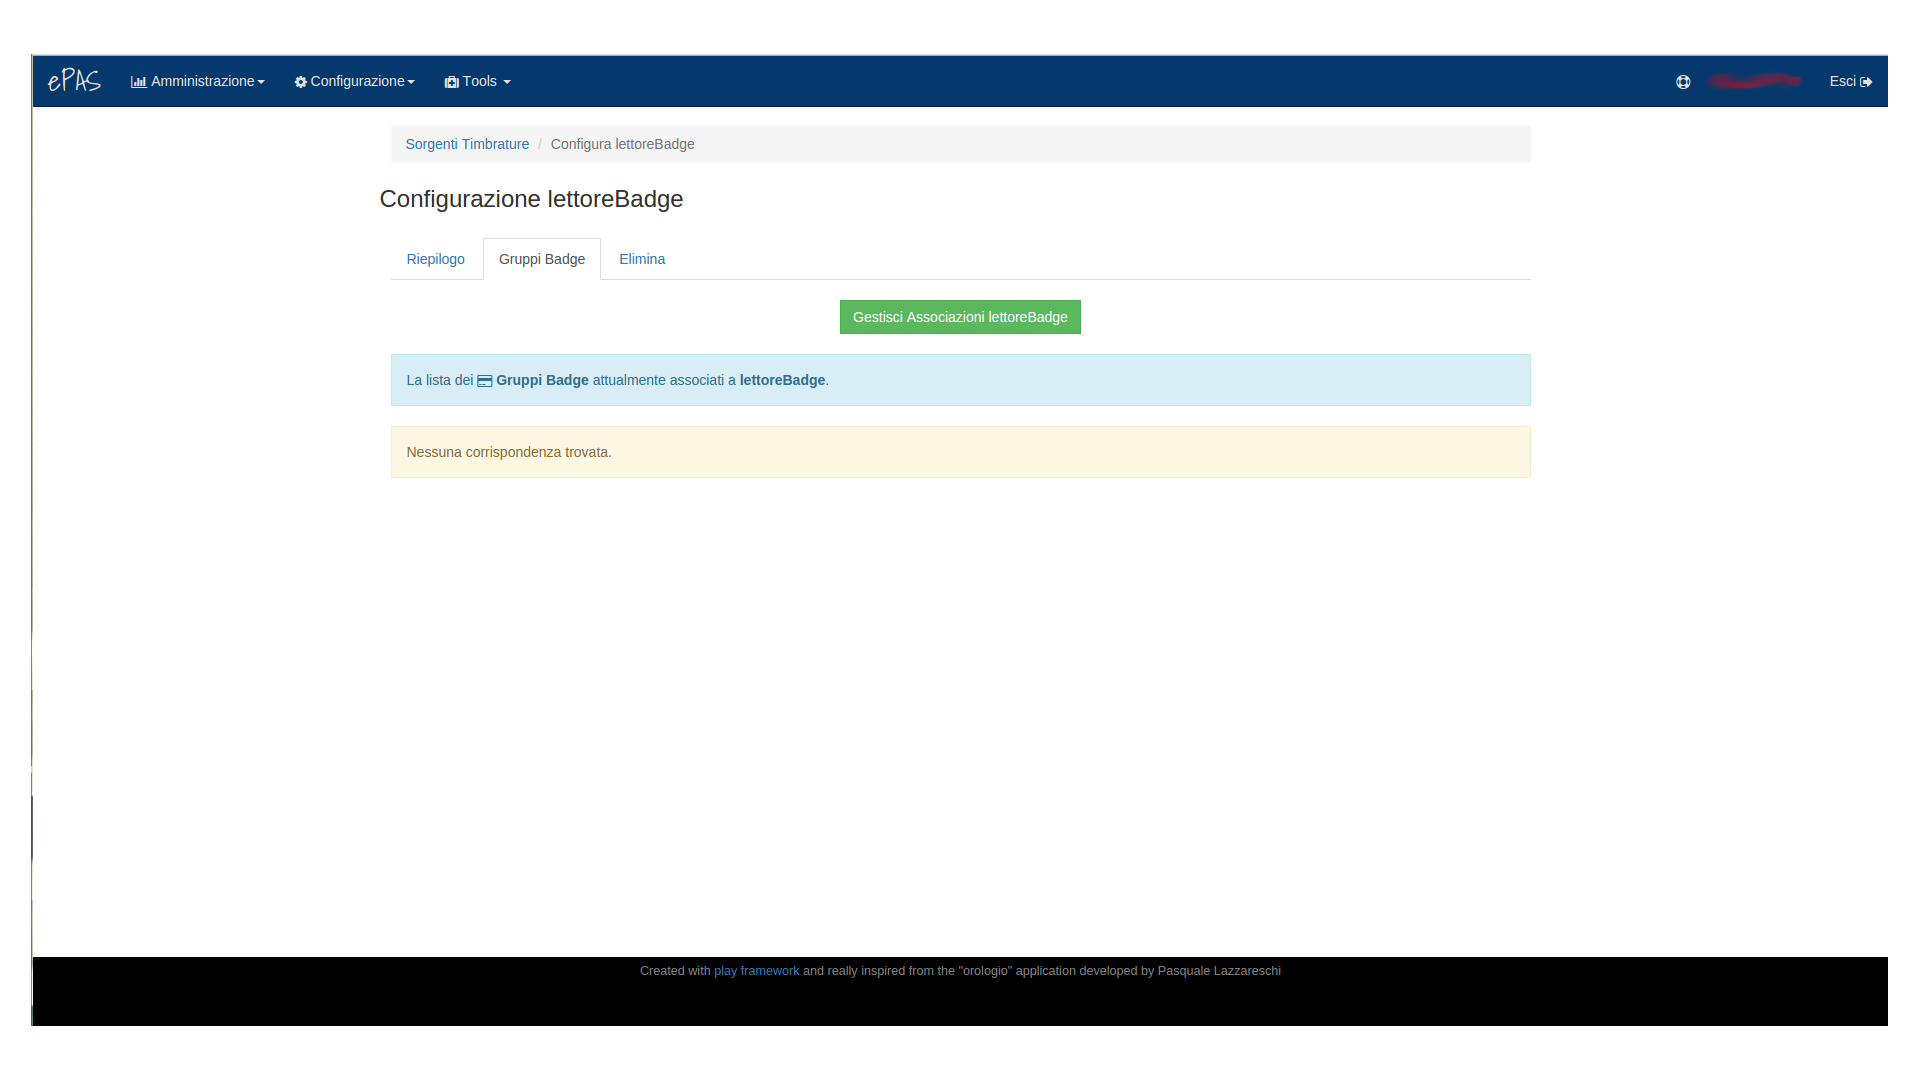 ePAS Amministrazione Configurazione Tools Esci
Sorgenti Timbrature / Configura lettoreBadge
Configurazione lettoreBadge
Riepilogo Gruppi Badge Elimina
Gestisci Associazioni lettoreBadge
La lista dei Gruppi Badge attualmente associati a lettoreBadge.
Nessuna corrispondenza trovata.
Created with play framework and really inspired from the "orologio" application developed by Pasquale Lazzareschi